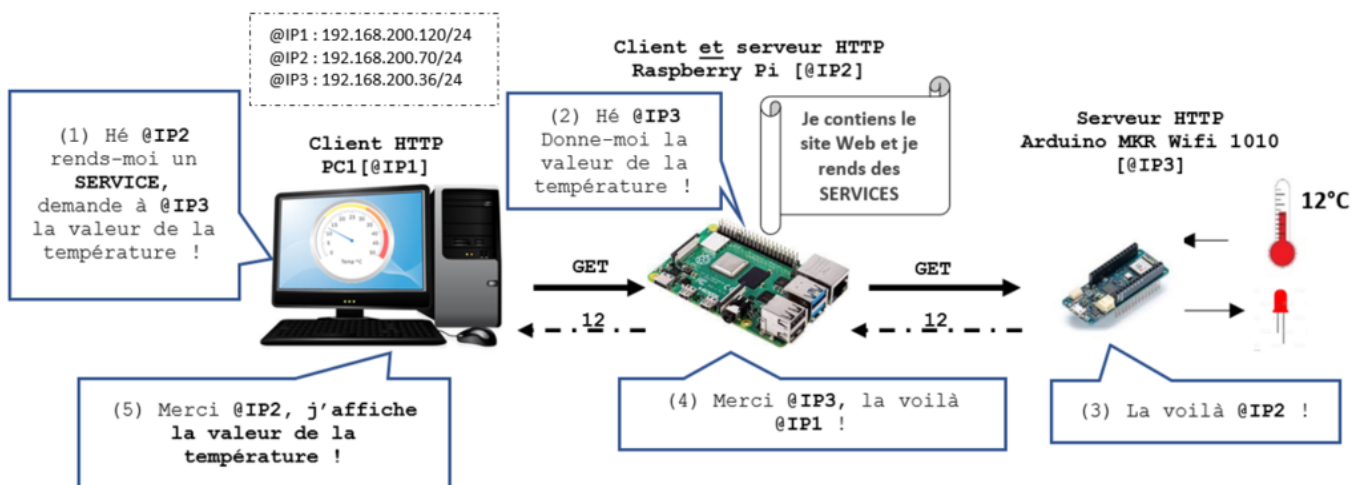 @IP1 : 192.168.200.120/24
@IP2 : 192.168.200.70/24
@IP3 : 192.168.200.36/24
(1) Hé @IP2
rends-moi un
SERVICE,
demande à @IP3
la valeur de la
température !
Client HTTP
PC1[@IP1]
Client et serveur HTTP
Raspberry Pi [@IP2]
(2) Hé @IP3
Donne-moi la
valeur de la
température !
Je contiens le
site Web et je
rends des
SERVICES
Serveur HTTP
Arduino MKR Wifi 1010
[@IP3]
12°C
GET
12
GET
12
(5) Merci @IP2, j'affiche
la valeur de la
température !
(4) Merci @IP3, la voilà
@IP1 !
(3) La voilà @IP2 !
Temp °C